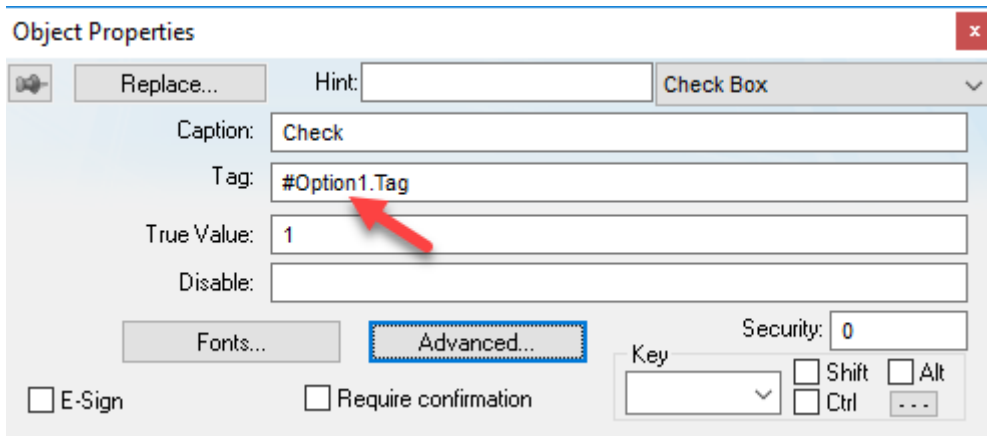 Object Properties
x
Replace... Hint: Check Box
Caption: Check
Tag: #Option1.Tag
True Value: 1
Disable:
Fonts... Advanced... Security: 0
Key
Shift Alt
E-Sign Require confirmation Ctrl ...